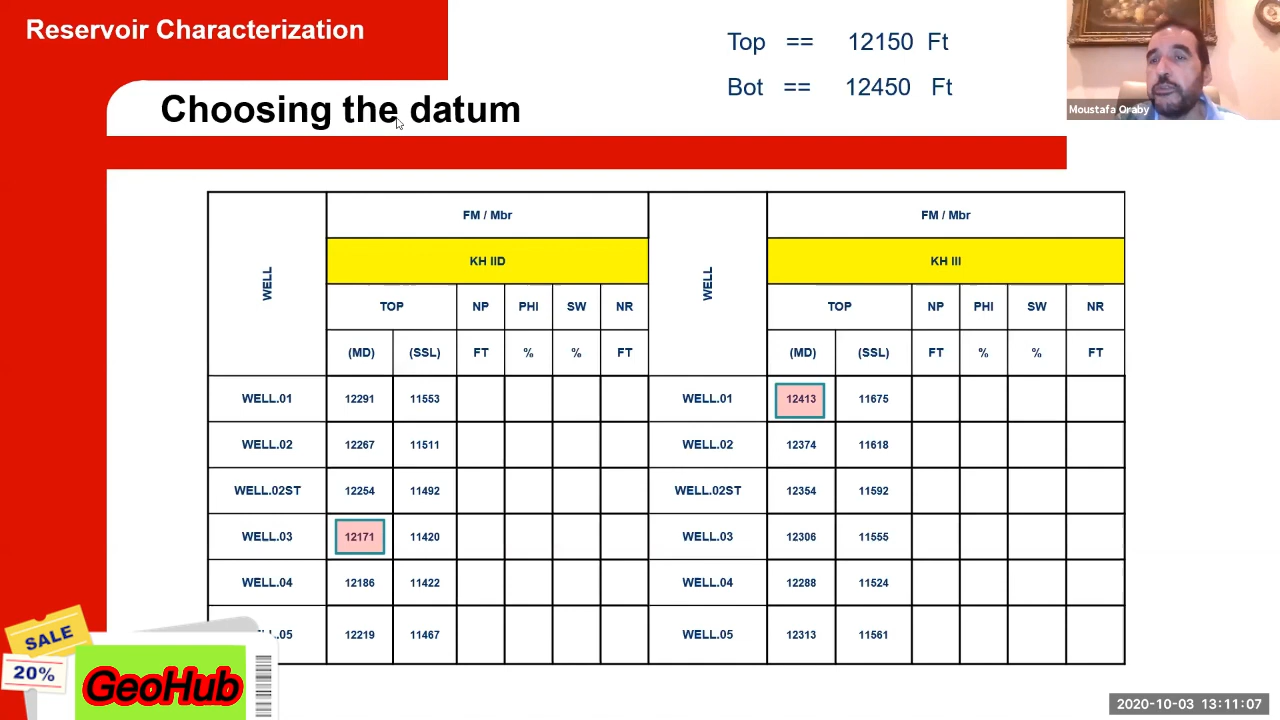 Reservoir Characterization
Top == 12150 Ft
Bot == 12450 Ft
Moustafa Oraby
Choosing the datum
WELL FM / Mbr WELL FM / Mbr
KH IID KH III
TOP NP PHI SW NR TOP NP PHI SW NR
(MD) (SSL) FT % % FT (MD) (SSL) FT % % FT
WELL.01 12291 11553 WELL.01 12413 11675
WELL.02 12267 11511 WELL.02 12374 11618
WELL.02ST 12254 11492 WELL.02ST 12354 11592
WELL.03 12171 11420 WELL.03 12306 11555
WELL.04 12186 11422 WELL.04 12288 11524
LL.05 12219 11467 WELL.05 12313 11561
SALE
20%
GeoHub
2020-10-03 13:11:07